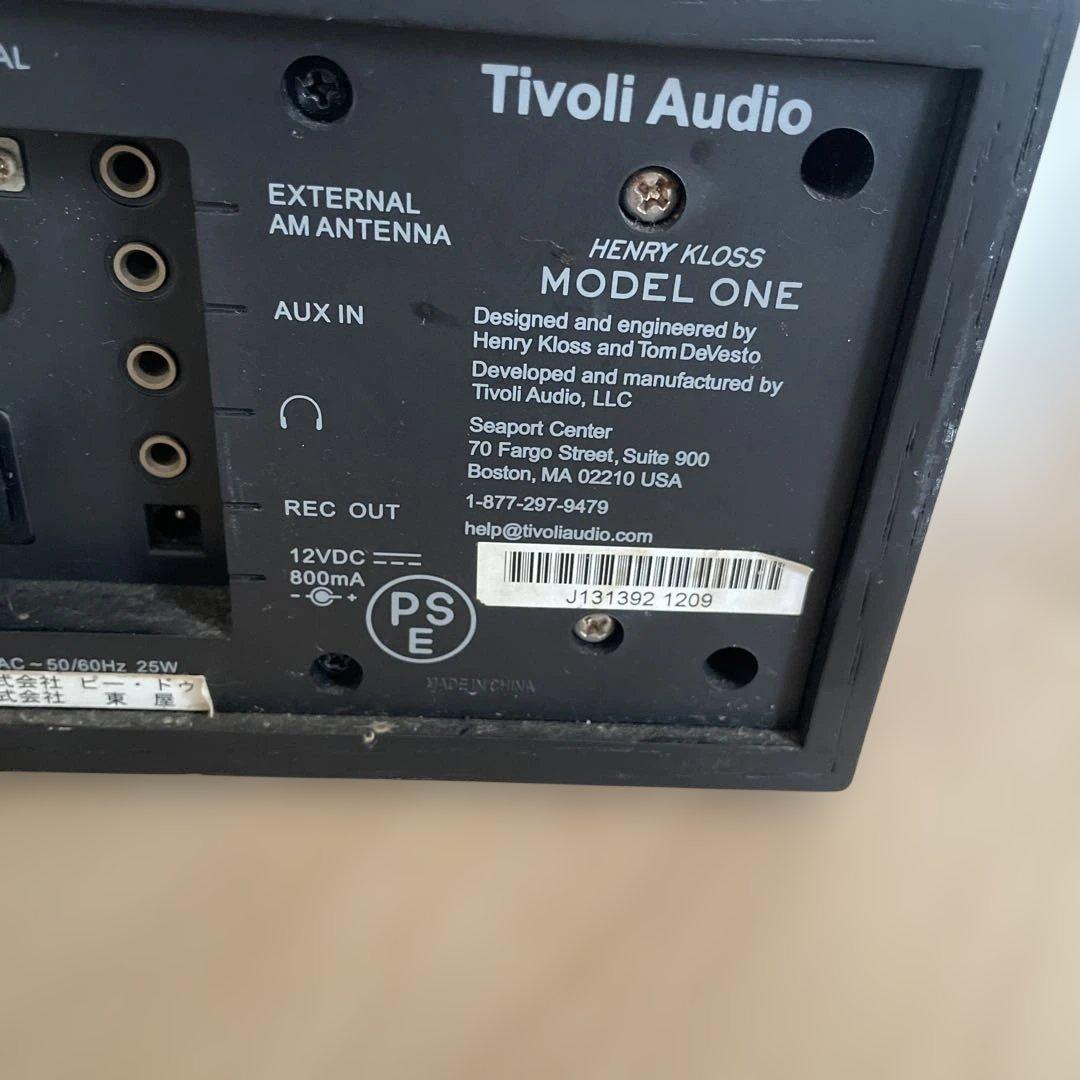 AL
Tivoli Audio
EXTERNAL
AM ANTENNA
AUX IN
REC OUT
12VDC
800mA
- +
PS
E
HENRY KLOSS
MODEL ONE
Designed and engineered by
Henry Kloss and Tom DeVesto
Developed and manufactured by
Tivoli Audio, LLC
Seaport Center
70 Fargo Street, Suite 900
Boston, MA 02210 USA
1-877-297-9479
help@tivoliaudio.com
J131392 1209
MADE IN CHINA
AC ~ 50/60Hz 25W
式会社 ピー・ドゥ
式会社 東屋